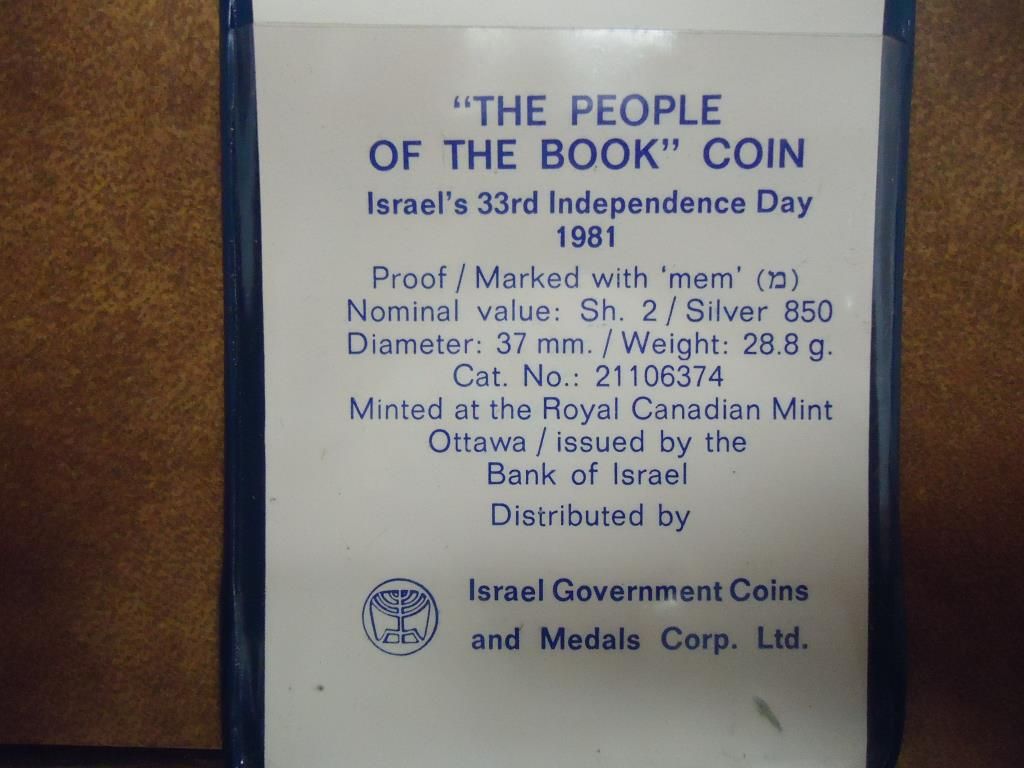 “THE PEOPLE
OF THE BOOK” COIN
Israel's 33rd Independence Day
1981
Proof / Marked with ‘mem’ (מ)
Nominal value: Sh. 2 / Silver 850
Diameter: 37 mm. / Weight: 28.8 g.
Cat. No.: 21106374
Minted at the Royal Canadian Mint
Ottawa / issued by the
Bank of Israel
Distributed by
Israel Government Coins
and Medals Corp. Ltd.